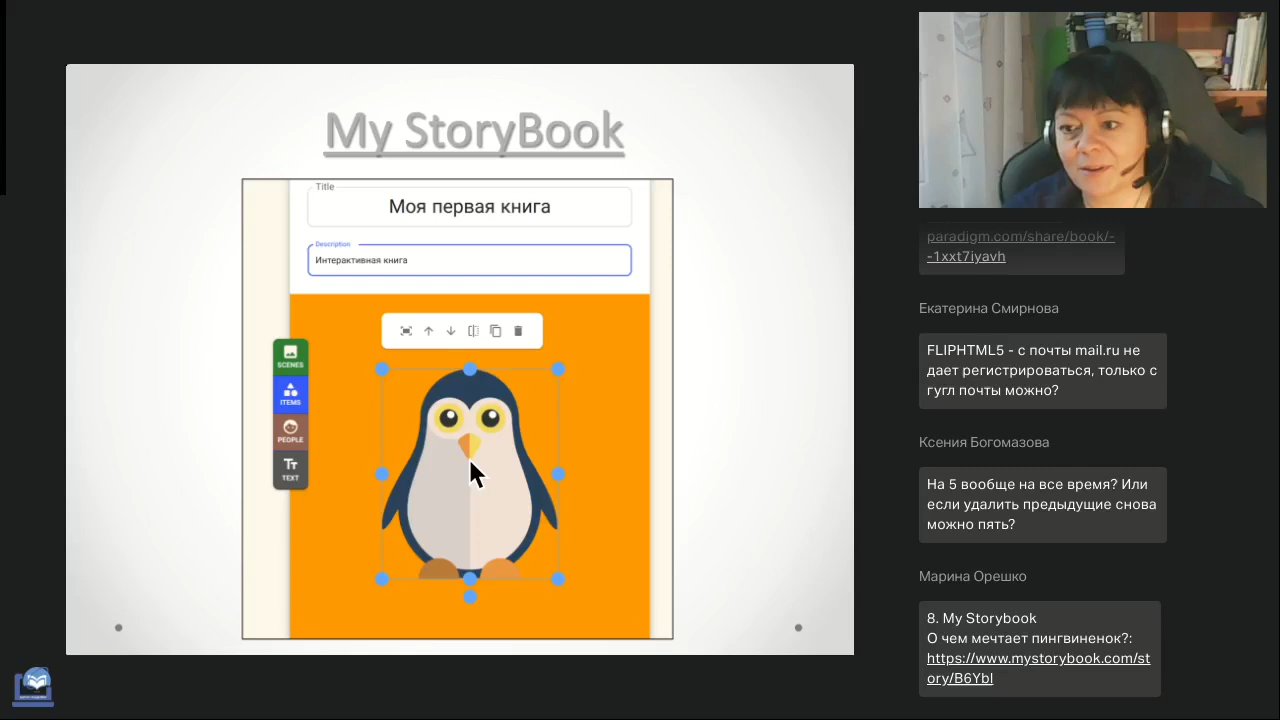 My StoryBook
Title
Моя первая книга
Description
Интерактивная книга
SCENES
ITEMS
PEOPLE
Tт
TEXT
paradigm.com/share/book/-
-1xxt7iyavh
Екатерина Смирнова
FLIPHTML5 - с почты mail.ru не
дает регистрироваться, только с
гугл почты можно?
Ксения Богомазова
На 5 вообще на все время? Или
если удалить предыдущие снова
можно пять?
Марина Орешко
8. My Storybook
О чем мечтает пингвиненок?:
https://www.mystorybook.com/st
ory/B6YbI